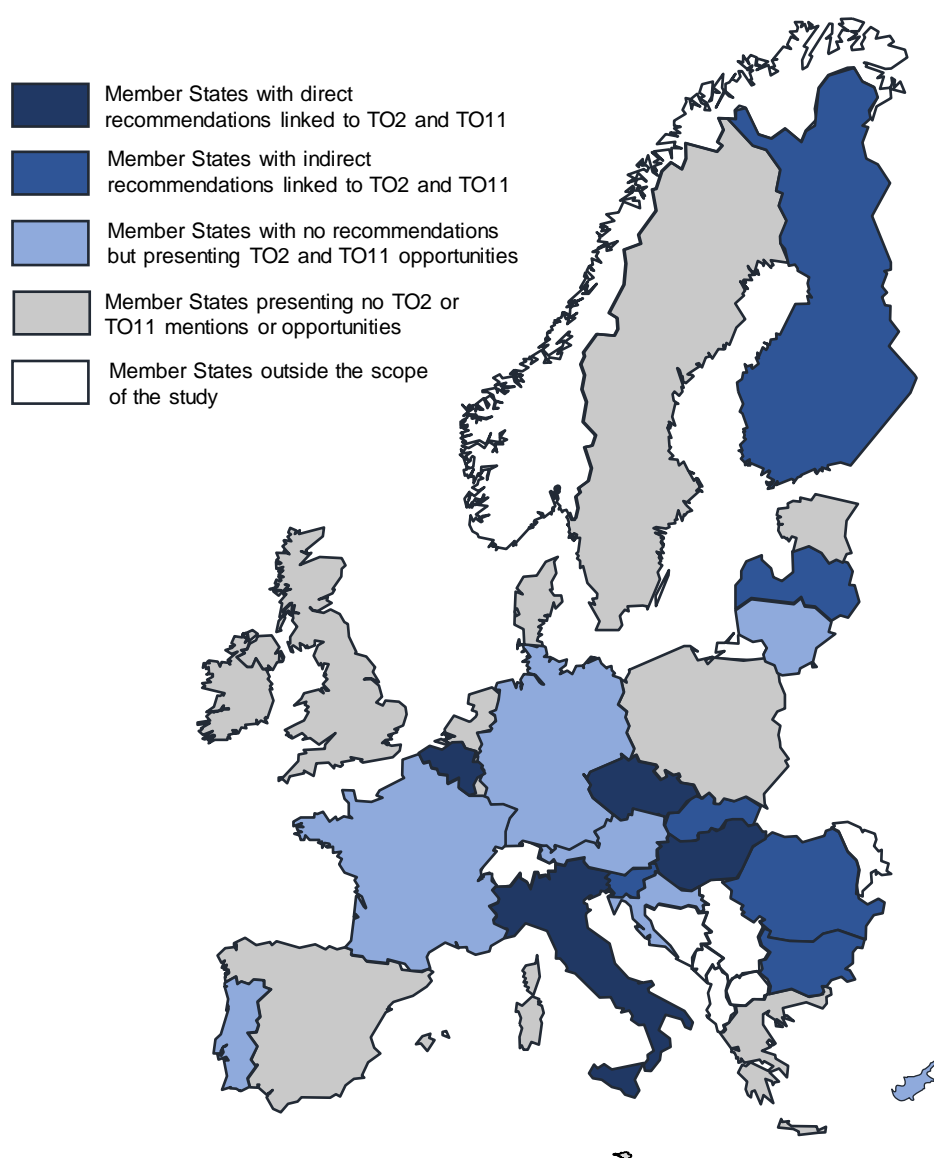 Member States with direct
recommendations linked to TO2 and TO11
Member States with indirect
recommendations linked to TO2 and TO11
Member States with no recommendations
but presenting TO2 and TO11 opportunities
Member States presenting no TO2 or
TO11 mentions or opportunities
Member States outside the scope
of the study